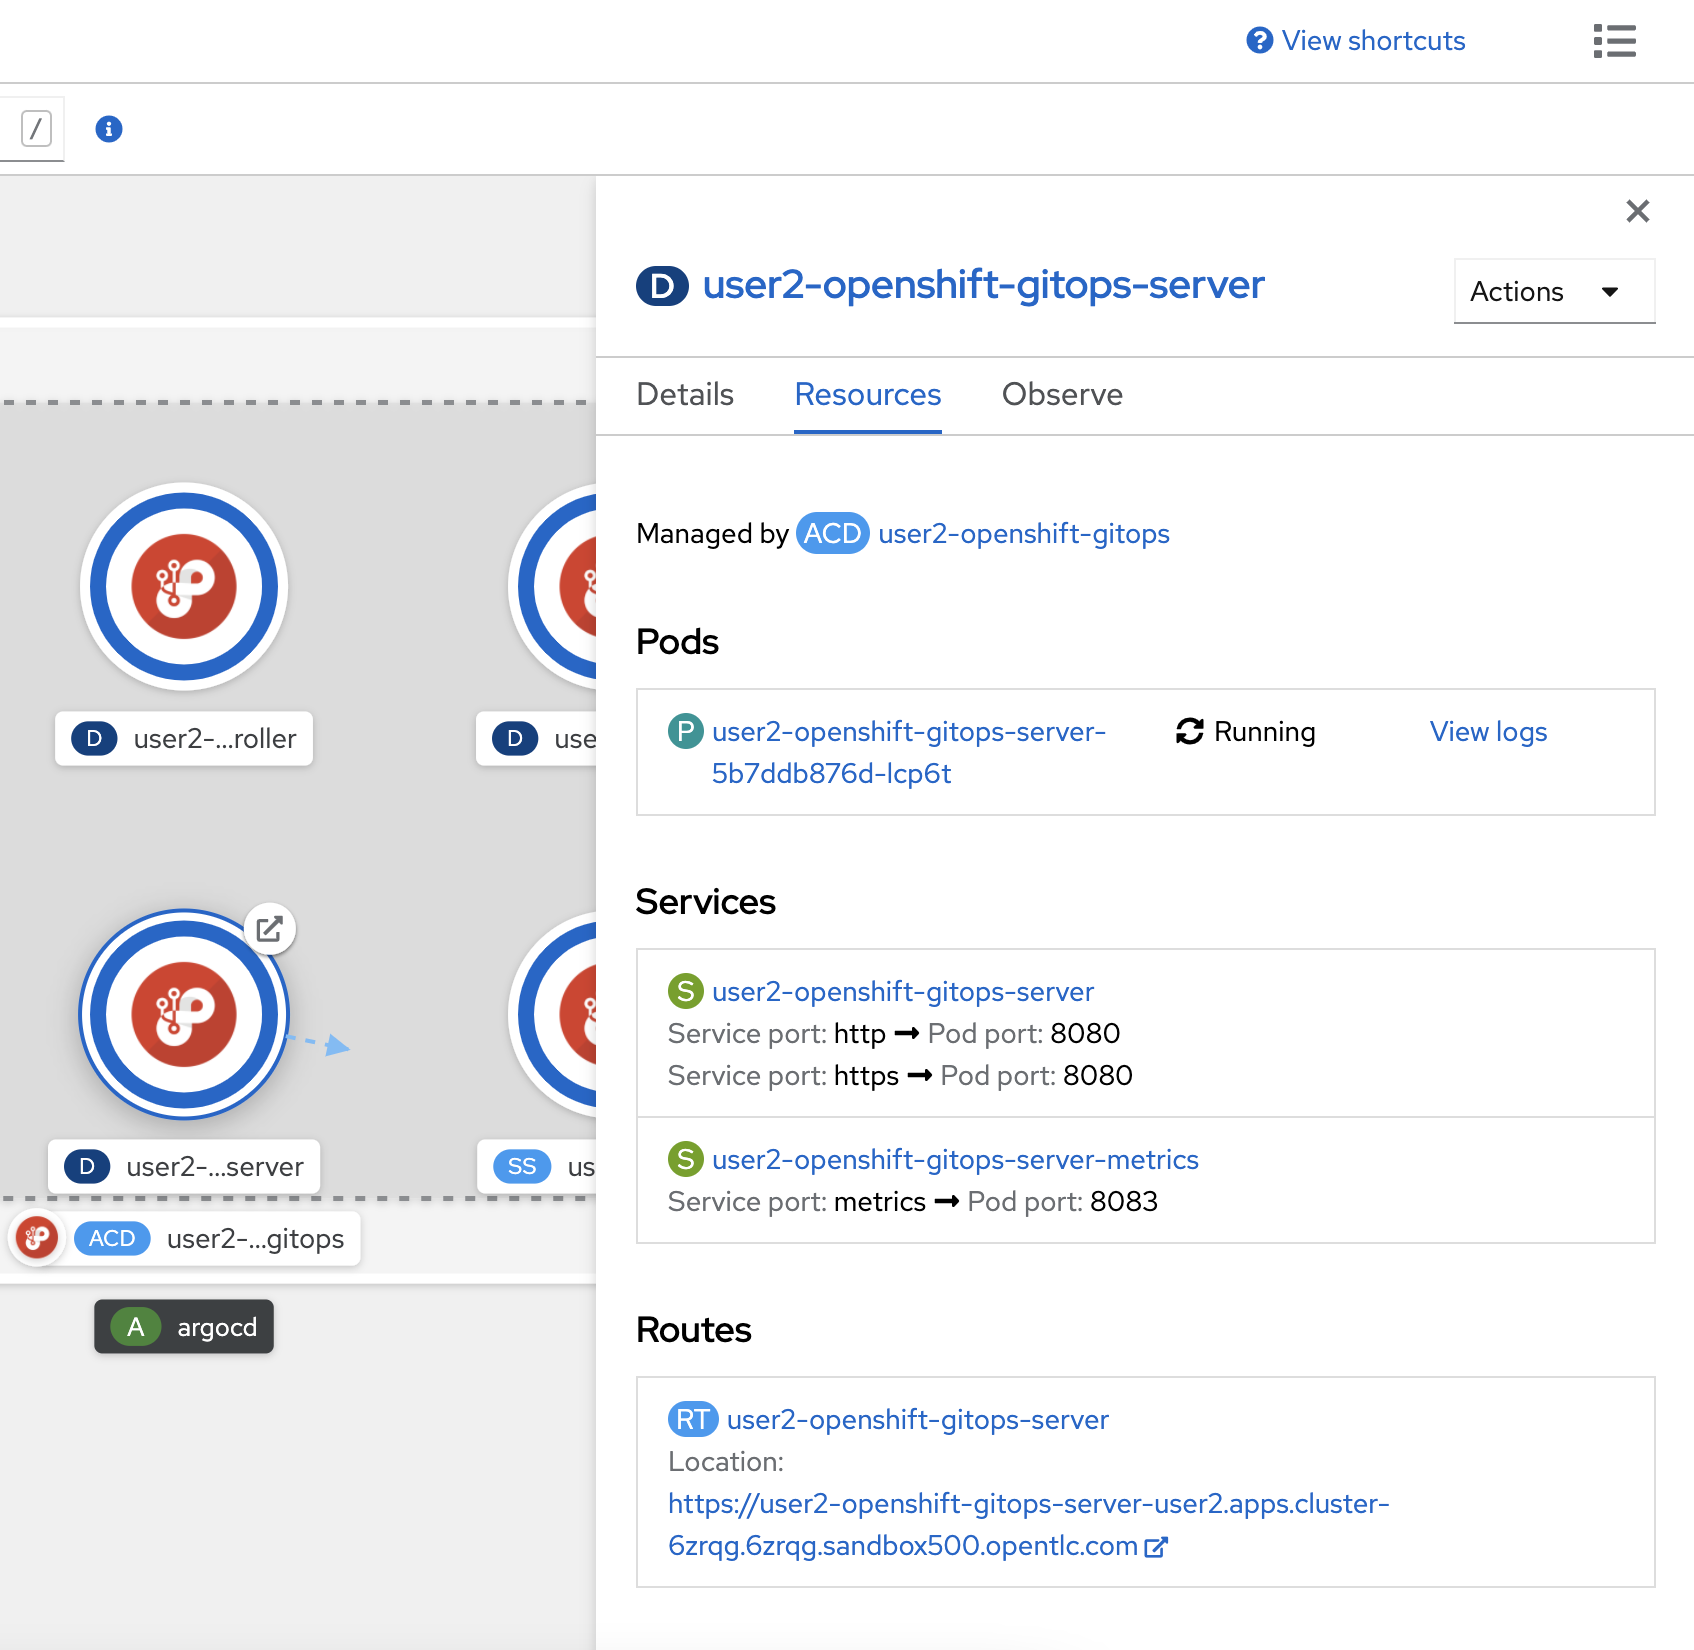 View shortcuts
/
user2-openshift-gitops-server
D
Actions
Details Resources Observe
Managed by ACD user2-openshift-gitops
Pods
P user2-openshift-gitops-server-
5b7ddb876d-lcp6t
Running
View logs
Services
S user2-openshift-gitops-server
Service port: http → Pod port: 8080
Service port: https → Pod port: 8080
S user2-openshift-gitops-server-metrics
Service port: metrics → Pod port: 8083
Routes
RT user2-openshift-gitops-server
Location:
https://user2-openshift-gitops-server-user2.apps.cluster-
6zrqg.6zrqg.sandbox500.opentlc.com
D user2-...roller
D use
D user2-...server
SS us
ACD user2-...gitops
A argocd